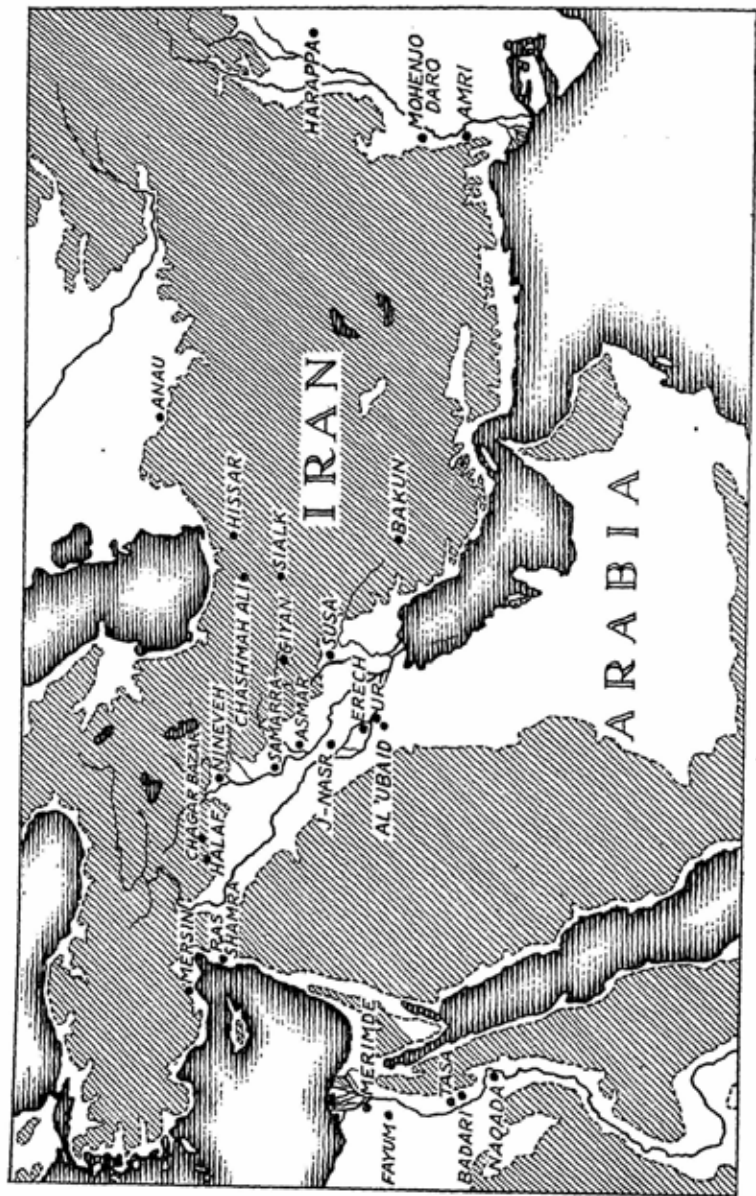 HARAPPA
MOHENJO
DARO
AMRI
ANAU
HISSAR
CHASHMAH ALI
SIALK
GIYAN
IRAN
BAKUN
SUSA
CHAGAR BAZAR
NINEVEH
HALAF
SAMARRA
ASMAR
J-NASR
ERECH
UR
AL 'UBAID
MERSIN
RAS
SHAMRA
ARABIA
MERIMDE
FAYUM
TASA
BADARI
NAQADA